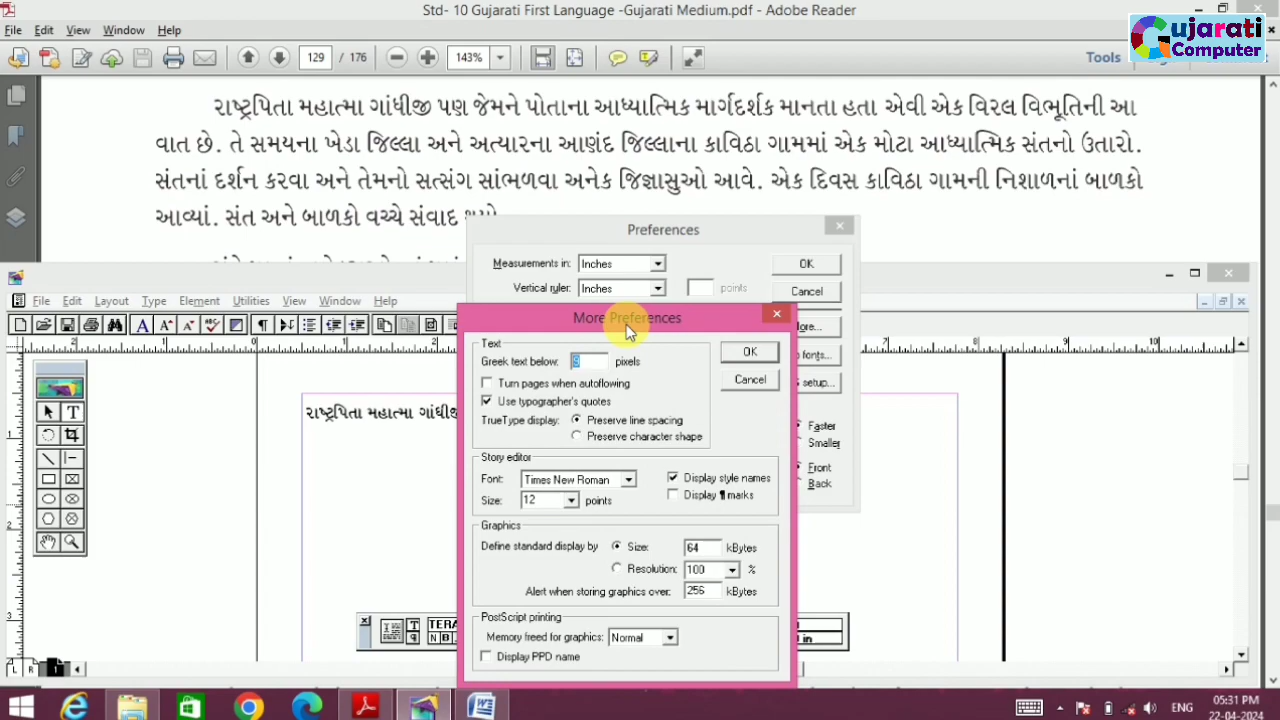 Std- 10 Gujarati First Language -Gujarati Medium.pdf - Adobe Reader
Gujarati
Computer
File Edit View Window Help
129 / 176 143% Tools
રાષ્ટ્રપિતા મહાત્મા ગાંધીજી પણ જેમને પોતાના આધ્યાત્મિક માર્ગદર્શક માનતા હતા એવી એક વિરલ વિભૂતિની આ
વાત છે. તે સમયના ખેડા જિલ્લા અને અત્યારના આણંદ જિલ્લાના કાવિઠા ગામમાં એક મોટા આધ્યાત્મિક સંતનો ઉતારો.
સંતનાં દર્શન કરવા અને તેમનો સત્સંગ સાંભળવા અનેક જિજ્ઞાસુઓ આવે. એક દિવસ કાવિઠા ગામની નિશાળનાં બાળકો
આવ્યાં. સંત અને બાળકો વચ્ચે સંવાદ થયો
Preferences
Measurements in: Inches OK
Vertical ruler: Inches points Cancel
File Edit Layout Type Element Utilities View Window Help
More Preferences
Text
Greek text below: 9 pixels OK
Turn pages when autoflowing Cancel
Use typographer's quotes
TrueType display: Preserve line spacing
Preserve character shape
fonts...
setup...
Faster
Smaller
Front
Back
રાષ્ટ્રપિતા મહાત્મા ગાંધીજી
Story editor
Font: Times New Roman Display style names
Size: 12 points Display ¶ marks
Graphics
Define standard display by Size: 64 kBytes
Resolution: 100 %
Alert when storing graphics over: 256 kBytes
PostScript printing
Memory freed for graphics: Normal
Display PPD name
TERA
N B
in
L R 1
ENG
05:31 PM
22-04-2024